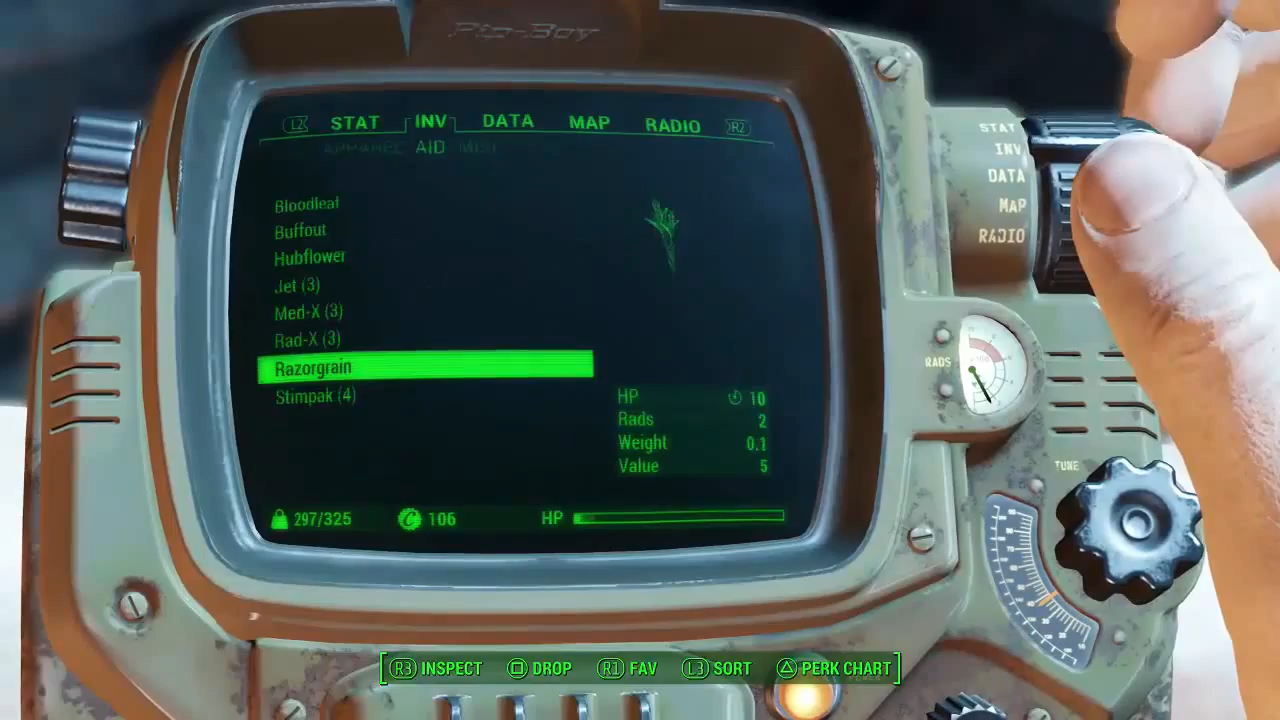 Pip-Boy
L2 STAT INV DATA MAP RADIO R2
APPAREL AID MISC
Bloodleaf
Buffout
Hubflower
Jet (3)
Med-X (3)
Rad-X (3)
Razorgrain
Stimpak (4)
HP 10
Rads 2
Weight 0.1
Value 5
297/325 106 HP
STAT
INV
DATA
MAP
RADIO
RADS
TUNE
R3 INSPECT DROP R1 FAV L3 SORT PERK CHART